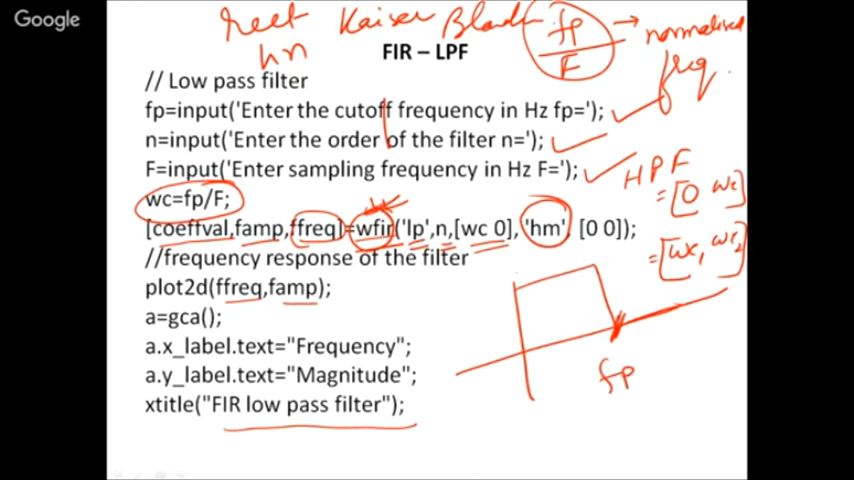 Google
rect Kaiser
hn
fp/F → normalised freq.
FIR – LPF
// Low pass filter
fp=input('Enter the cutoff frequency in Hz fp=');
n=input('Enter the order of the filter n=');
F=input('Enter sampling frequency in Hz F=');
HPF
= [0 wc]
wc=fp/F;
[coeffval,famp,ffreq]=wfir('lp',n,[wc 0], 'hm', [0 0]);
= [wc1 wc2]
//frequency response of the filter
plot2d(ffreq,famp);
a=gca();
a.x_label.text="Frequency";
fp
a.y_label.text="Magnitude";
xtitle("FIR low pass filter");